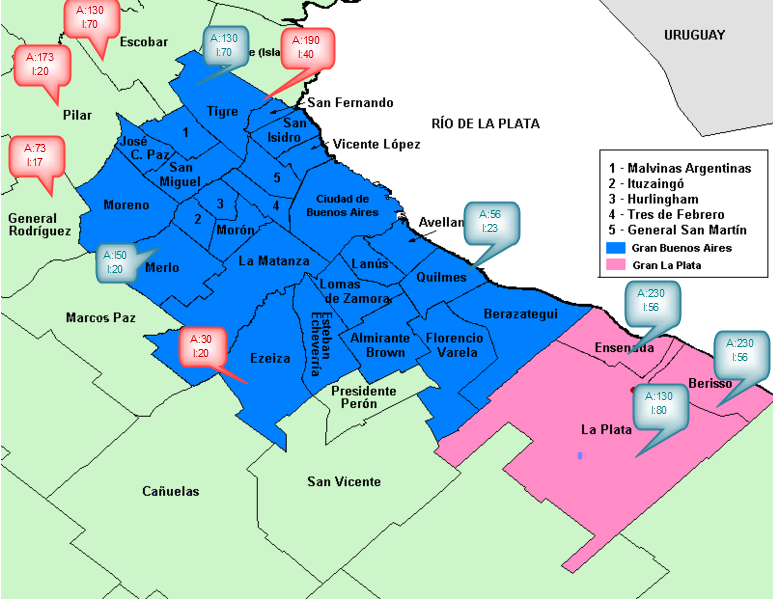 A:130
I:70
Escobar
A:130
I:70
e (Isla
A:190
I:40
URUGUAY
A:173
I:20
Pilar
Tigre
San Fernando
San
Isidro
RÍO DE LA PLATA
Vicente López
1
José
C. Paz
San
Miguel
A:73
I:17
General
Rodríguez
Moreno
5
3
4
2
Morón
Ciudad de
Buenos Aires
1 - Malvinas Argentinas
2 - Ituzaingó
3 - Hurlingham
4 - Tres de Febrero
5 - General San Martín
Gran Buenos Aires
Gran La Plata
Avellan
A:56
I:23
A:150
I:20
Merlo
La Matanza
Lanús
Quilmes
Lomas
de Zamora
Marcos Paz
A:30
I:20
Ezeiza
Esteban
Echeverría
Almirante
Brown
Florencio
Varela
Berazategui
A:230
I:56
Ensenada
A:230
I:56
Berisso
Presidente
Perón
A:130
I:80
La Plata
Cañuelas
San Vicente